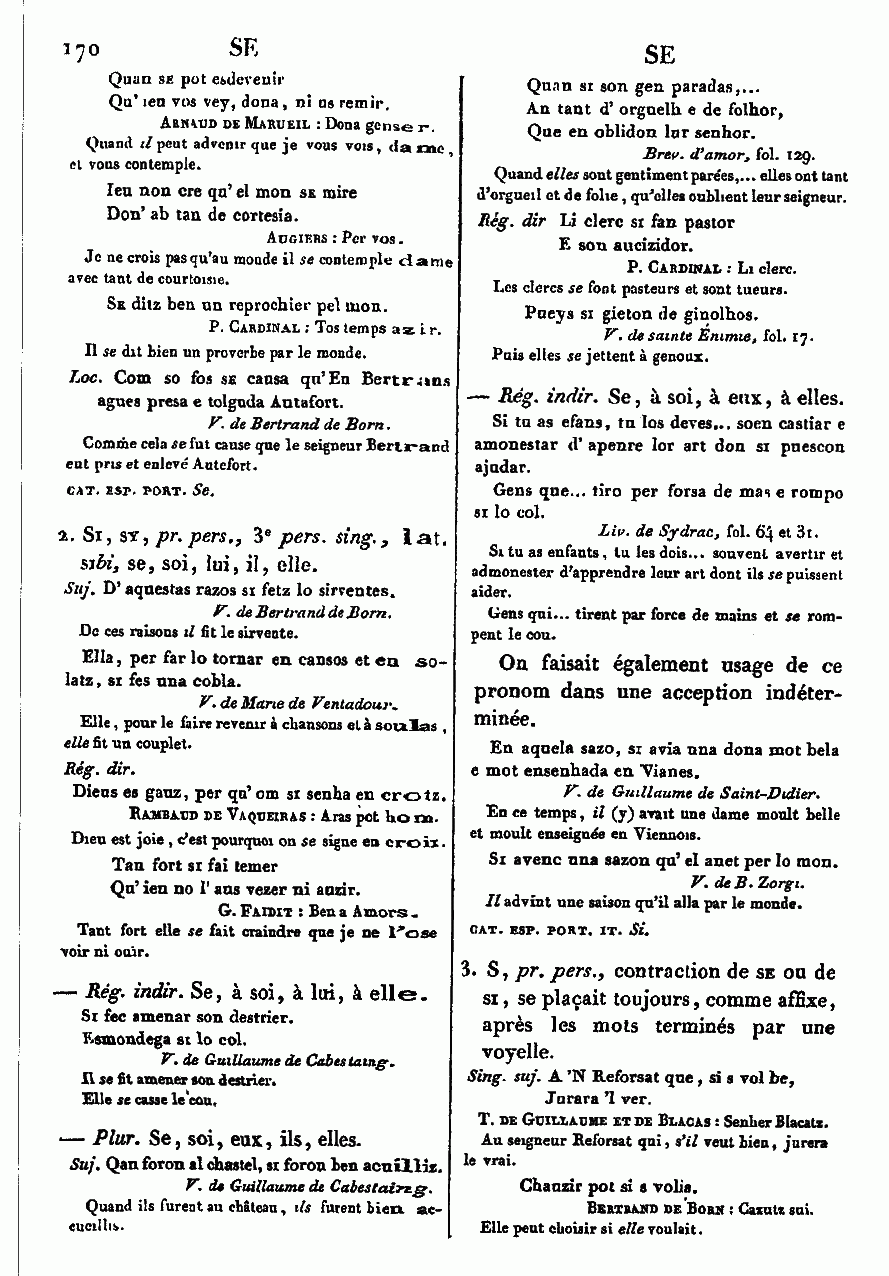 170 SE
Quan SE pot esdevenir
Qu' ieu vos vey, dona, ni us remir.
ARNAUD DE MARUEIL : Dona genser.
Quand il peut advenir que je vous vois, dame,
et vous contemple.
Ieu non cre qu' el mon SE mire
Don' ab tan de cortesia.
AUGIERS : Per vos.
Je ne crois pas qu'au monde il se contemple dame
avec tant de courtoisie.
SE ditz ben un reprochier pel mon.
P. CARDINAL : Tos temps azir.
Il se dit bien un proverbe par le monde.
Loc. Com so fos SE causa qu'En Bertrans
agues presa e tolguda Autafort.
V. de Bertrand de Born.
Comme cela se fut cause que le seigneur Bertrand
eut pris et enlevé Autefort.
CAT. ESP. PORT. Se.
2. SI, SY, pr. pers., 3e pers. sing., lat.
sibi, se, soi, lui, il, elle.
Suj. D' aquestas razos SI fetz lo sirventes.
V. de Bertrand de Born.
De ces raisons il fit le sirvente.
Ella, per far lo tornar en cansos et en so-
latz, SI fes una cobla.
V. de Marie de Ventadour.
Elle, pour le faire revenir à chansons et à soulas,
elle fit un couplet.
Rég. dir.
Dieus es gauz, per qu' om SI senha en crotz.
RAMBAUD DE VAQUEIRAS : Aras pot hom.
Dieu est joie, c'est pourquoi on se signe en croix.
Tan fort SI fai temer
Qu' ieu no l' aus vezer ni auzir.
G. FAIDIT : Ben a Amors.
Tant fort elle se fait craindre que je ne l'ose
voir ni ouir.
— Rég. indir. Se, à soi, à lui, à elle.
SI fec amenar son destrier.
Esmondega SI lo col.
V. de Guillaume de Cabestaing.
Il se fit amener son destrier.
Elle se casse le cou.
— Plur. Se, soi, eux, ils, elles.
Suj. Qan foron al chastel, SI foron ben acuilliz.
V. de Guillaume de Cabestaing.
Quand ils furent au château, ils furent bien ac-
cueillis.
SE
Quan SI son gen paradas,...
An tant d' orguelh e de folhor,
Que en oblidon lur senhor.
Brev. d'amor, fol. 129.
Quand elles sont gentiment parées,... elles ont tant
d'orgueil et de folie, qu'elles oublient leur seigneur.
Rég. dir Li clerc SI fan pastor
E son aucizidor.
P. CARDINAL : Li clerc.
Les clercs se font pasteurs et sont tueurs.
Pueys SI gieton de ginolhos.
V. de sainte Énimie, fol. 17.
Puis elles se jettent à genoux.
— Rég. indir. Se, à soi, à eux, à elles.
Si tu as efans, tu los deves... soen castiar e
amonestar d' apenre lor art don SI puescon
ajudar.
Gens que... tiro per forsa de mas e rompo
SI lo col.
Liv. de Sydrac, fol. 64 et 31.
Si tu as enfants, tu les dois... souvent avertir et
admonester d'apprendre leur art dont ils se puissent
aider.
Gens qui... tirent par force de mains et se rom-
pent le cou.
On faisait également usage de ce
pronom dans une acception indéter-
minée.
En aquela sazo, SI avia una dona mot bela
e mot ensenhada en Vianes.
V. de Guillaume de Saint-Didier.
En ce temps, il (y) avait une dame moult belle
et moult enseignée en Viennois.
SI avenc una sazon qu' el anet per lo mon.
V. de B. Zorgi.
Il advint une saison qu'il alla par le monde.
CAT. ESP. PORT. IT. Si.
3. S, pr. pers., contraction de SE ou de
SI, se plaçait toujours, comme affixe,
après les mots terminés par une
voyelle.
Sing. suj. A 'N Reforsat que, si s vol be,
Jurara 'l ver.
T. DE GUILLAUME ET DE BLACAS : Senher Blacatz.
Au seigneur Reforsat qui, s'il veut bien, jurera
le vrai.
Chauzir pot si s volia.
BERTRAND DE BORN : Cazutz sui.
Elle peut choisir si elle voulait.